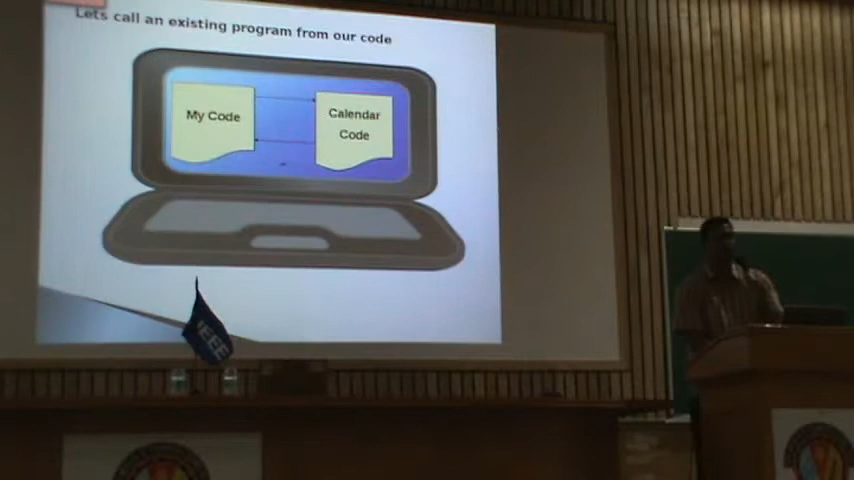 Lets call an existing program from our code
My Code
Calendar
Code
IEEE